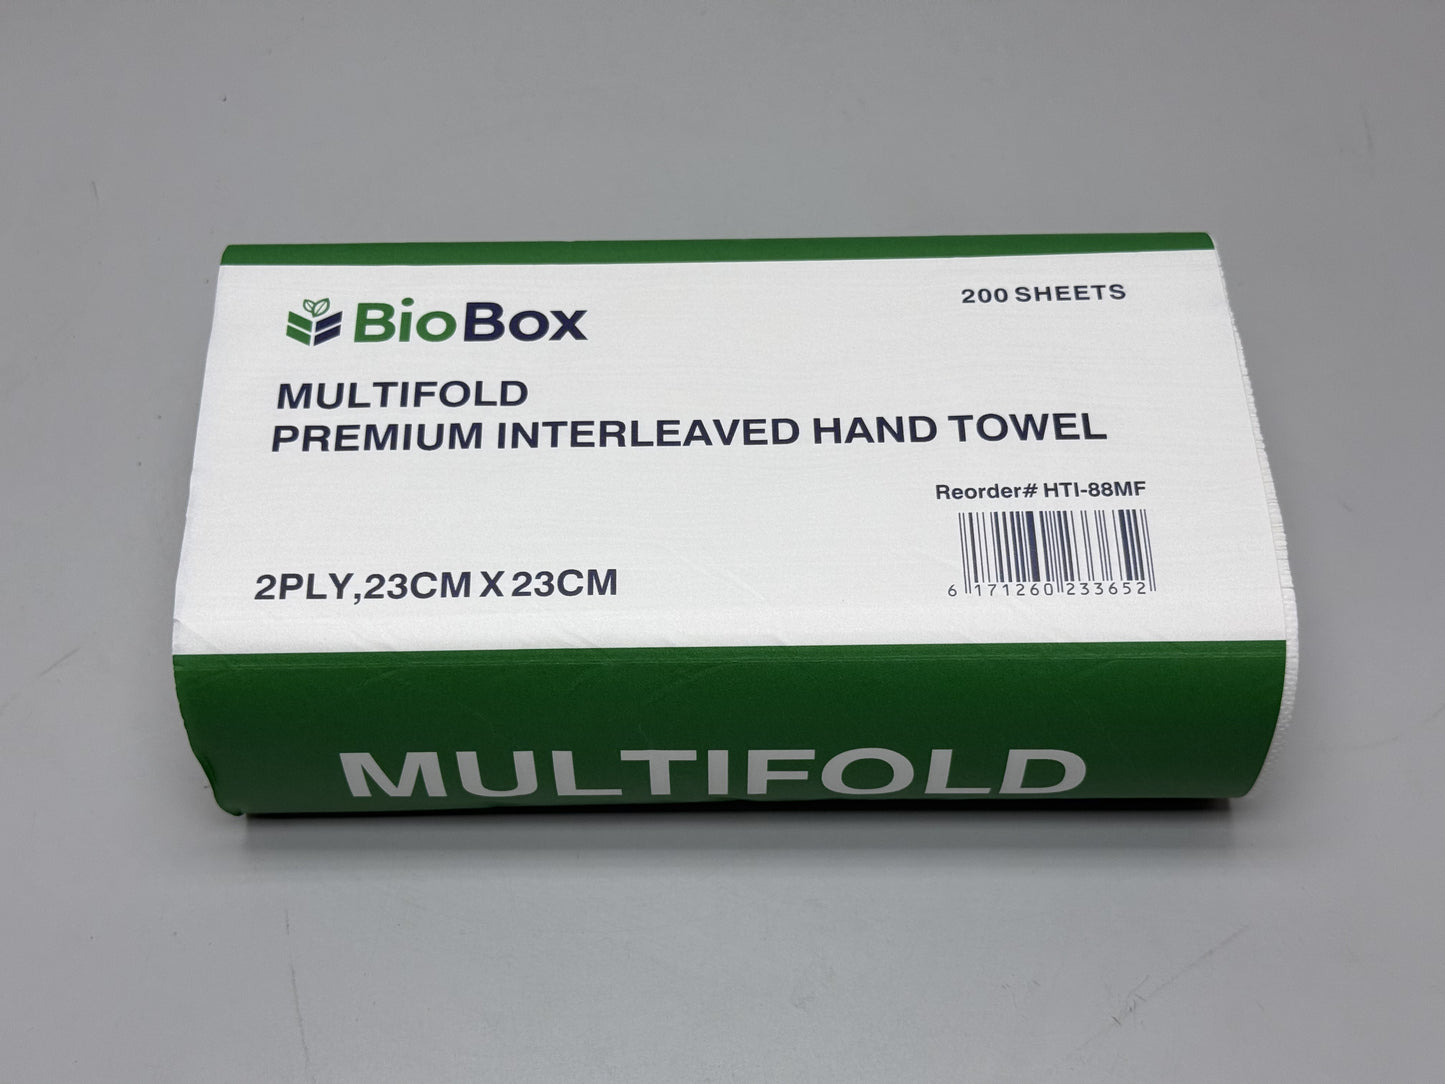 BioBox
200 SHEETS
MULTIFOLD
PREMIUM INTERLEAVED HAND TOWEL
Reorder# HTI-88MF
2PLY,23CM X 23CM
6 171260 233652
MULTIFOLD